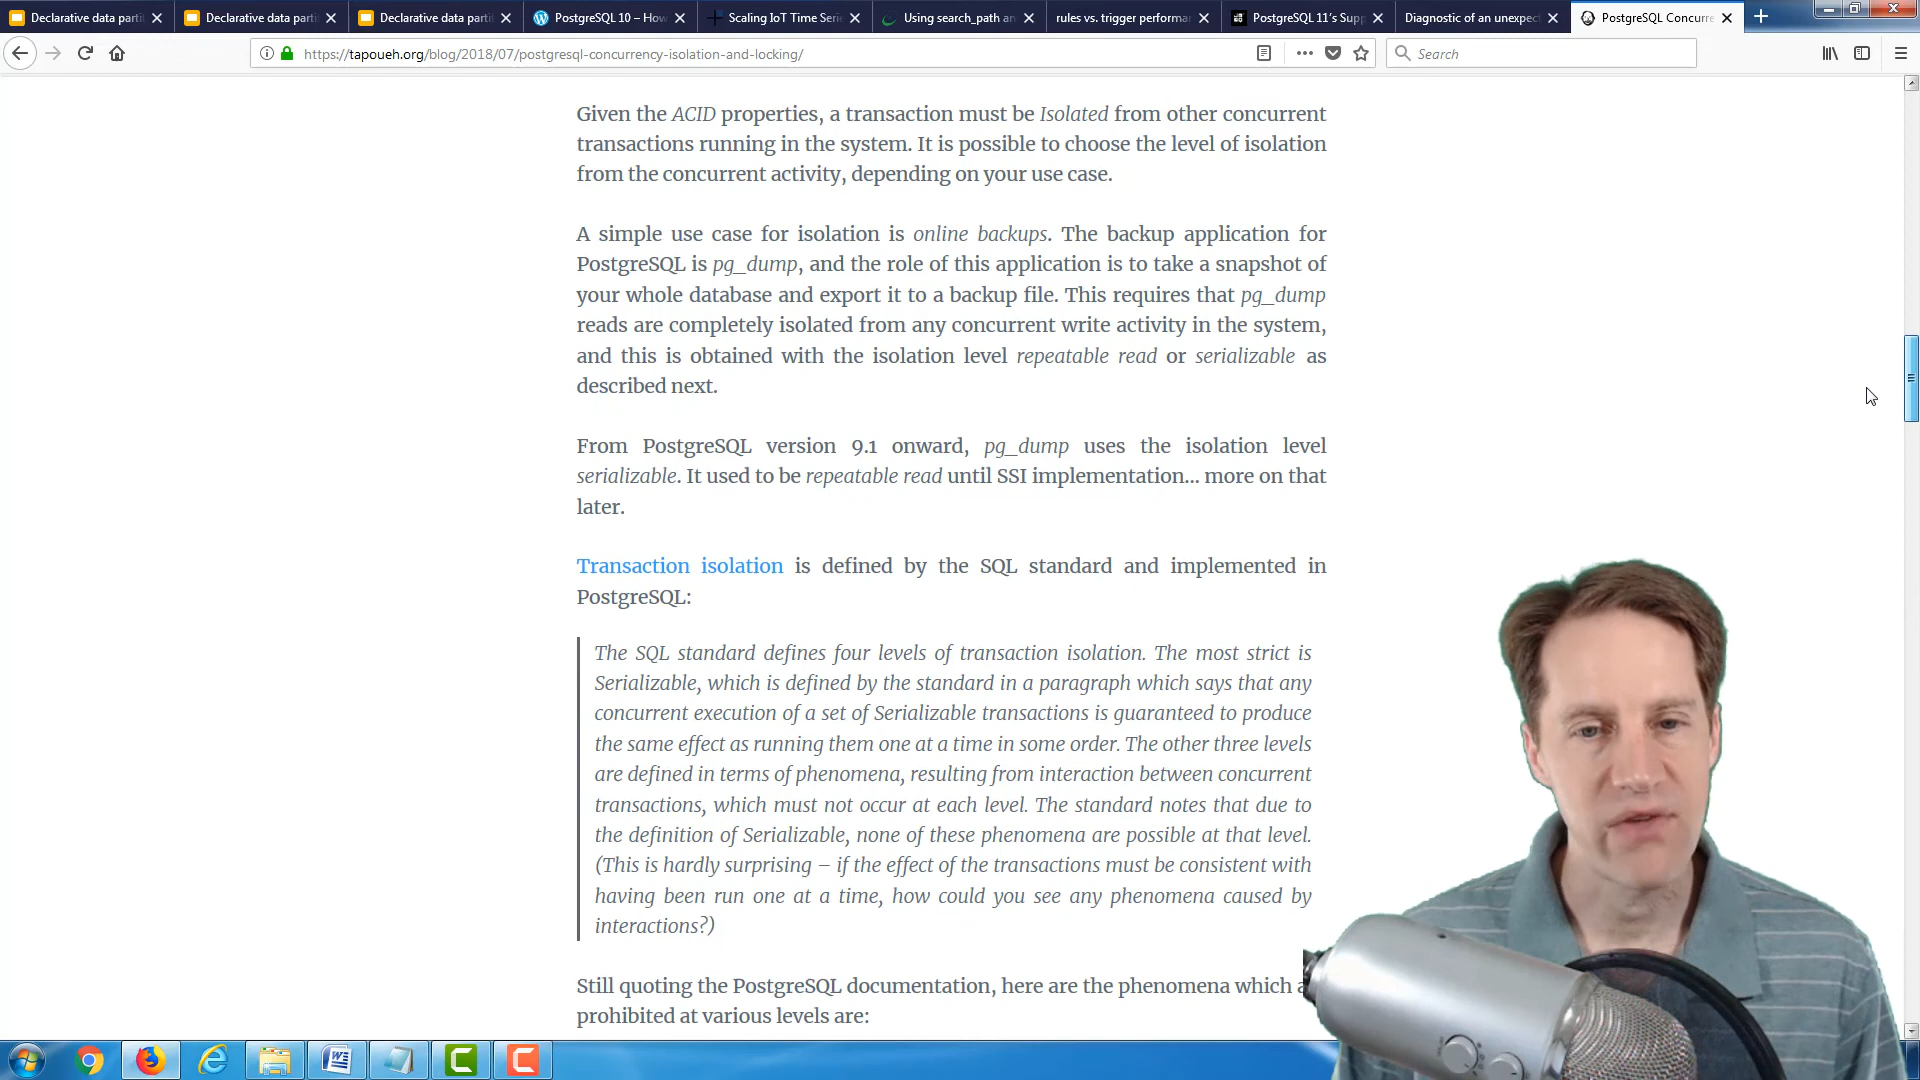 Declarative data parti
Declarative data parti
Declarative data parti
PostgreSQL 10 – How
Scaling IoT Time Seri
Using search_path an
rules vs. trigger performa
PostgreSQL 11's Supp
Diagnostic of an unexpect
PostgreSQL Concurre
https://tapoueh.org/blog/2018/07/postgresql-concurrency-isolation-and-locking/
Search
Given the ACID properties, a transaction must be Isolated from other concurrent
transactions running in the system. It is possible to choose the level of isolation
from the concurrent activity, depending on your use case.
A simple use case for isolation is online backups. The backup application for
PostgreSQL is pg_dump, and the role of this application is to take a snapshot of
your whole database and export it to a backup file. This requires that pg_dump
reads are completely isolated from any concurrent write activity in the system,
and this is obtained with the isolation level repeatable read or serializable as
described next.
From PostgreSQL version 9.1 onward, pg_dump uses the isolation level
serializable. It used to be repeatable read until SSI implementation... more on that
later.
Transaction isolation is defined by the SQL standard and implemented in
PostgreSQL:
The SQL standard defines four levels of transaction isolation. The most strict is
Serializable, which is defined by the standard in a paragraph which says that any
concurrent execution of a set of Serializable transactions is guaranteed to produce
the same effect as running them one at a time in some order. The other three levels
are defined in terms of phenomena, resulting from interaction between concurrent
transactions, which must not occur at each level. The standard notes that due to
the definition of Serializable, none of these phenomena are possible at that level.
(This is hardly surprising – if the effect of the transactions must be consistent with
having been run one at a time, how could you see any phenomena caused by
interactions?)
Still quoting the PostgreSQL documentation, here are the phenomena which a
prohibited at various levels are: